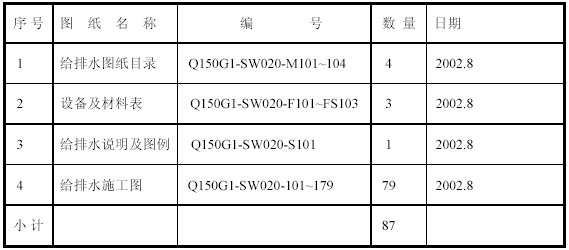 序号 图纸名称 编号 数量 日期
1 给排水图纸目录 Q150G1-SW020-M101~104 4 2002.8
2 设备及材料表 Q150G1-SW020-F101~FS103 3 2002.8
3 给排水说明及图例 Q150G1-SW020-S101 1 2002.8
4 给排水施工图 Q150G1-SW020-101~179 79 2002.8
小计 87